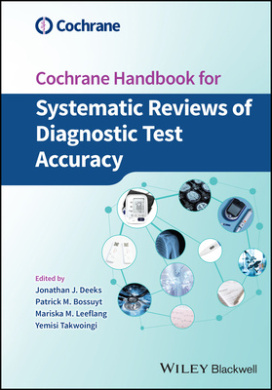 Cochrane
Cochrane Handbook for
Systematic Reviews of
Diagnostic Test
Accuracy
Edited by
Jonathan J. Deeks
Patrick M. Bossuyt
Mariska M. Leeflang
Yemisi Takwoingi
WILEY Blackwell